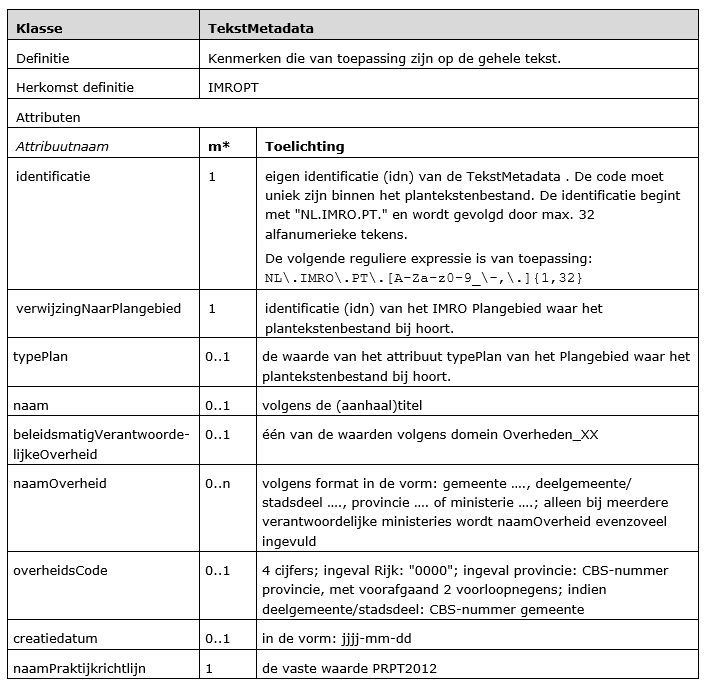 Klasse TekstMetadata
Definitie Kenmerken die van toepassing zijn op de gehele tekst.
Herkomst definitie IMROPT
Attributen
Attribuutnaam m* Toelichting
identificatie 1 eigen identificatie (idn) van de TekstMetadata . De code moet
uniek zijn binnen het plantekstenbestand. De identificatie begint
met "NL.IMRO.PT." en wordt gevolgd door max. 32
alfanumerieke tekens.
De volgende reguliere expressie is van toepassing:
NL\.IMRO\.PT\.[A-Za-z0-9_\-,\.]{1,32}
verwijzingNaarPlangebied 1 identificatie (idn) van het IMRO Plangebied waar het
plantekstenbestand bij hoort.
typePlan 0..1 de waarde van het attribuut typePlan van het Plangebied waar het
plantekstenbestand bij hoort.
naam 0..1 volgens de (aanhaal)titel
beleidsmatigVerantwoorde- 0..1 één van de waarden volgens domein Overheden_XX
lijkeOverheid
naamOverheid 0..n volgens format in de vorm: gemeente ...., deelgemeente/
stadsdeel ...., provincie .... of ministerie ....; alleen bij meerdere
verantwoordelijke ministeries wordt naamOverheid evenzoveel
ingevuld
overheidsCode 0..1 4 cijfers; ingeval Rijk: "0000"; ingeval provincie: CBS-nummer
provincie, met voorafgaand 2 voorloopnegens; indien
deelgemeente/stadsdeel: CBS-nummer gemeente
creatiedatum 0..1 in de vorm: jjjj-mm-dd
naamPraktijkrichtlijn 1 de vaste waarde PRPT2012